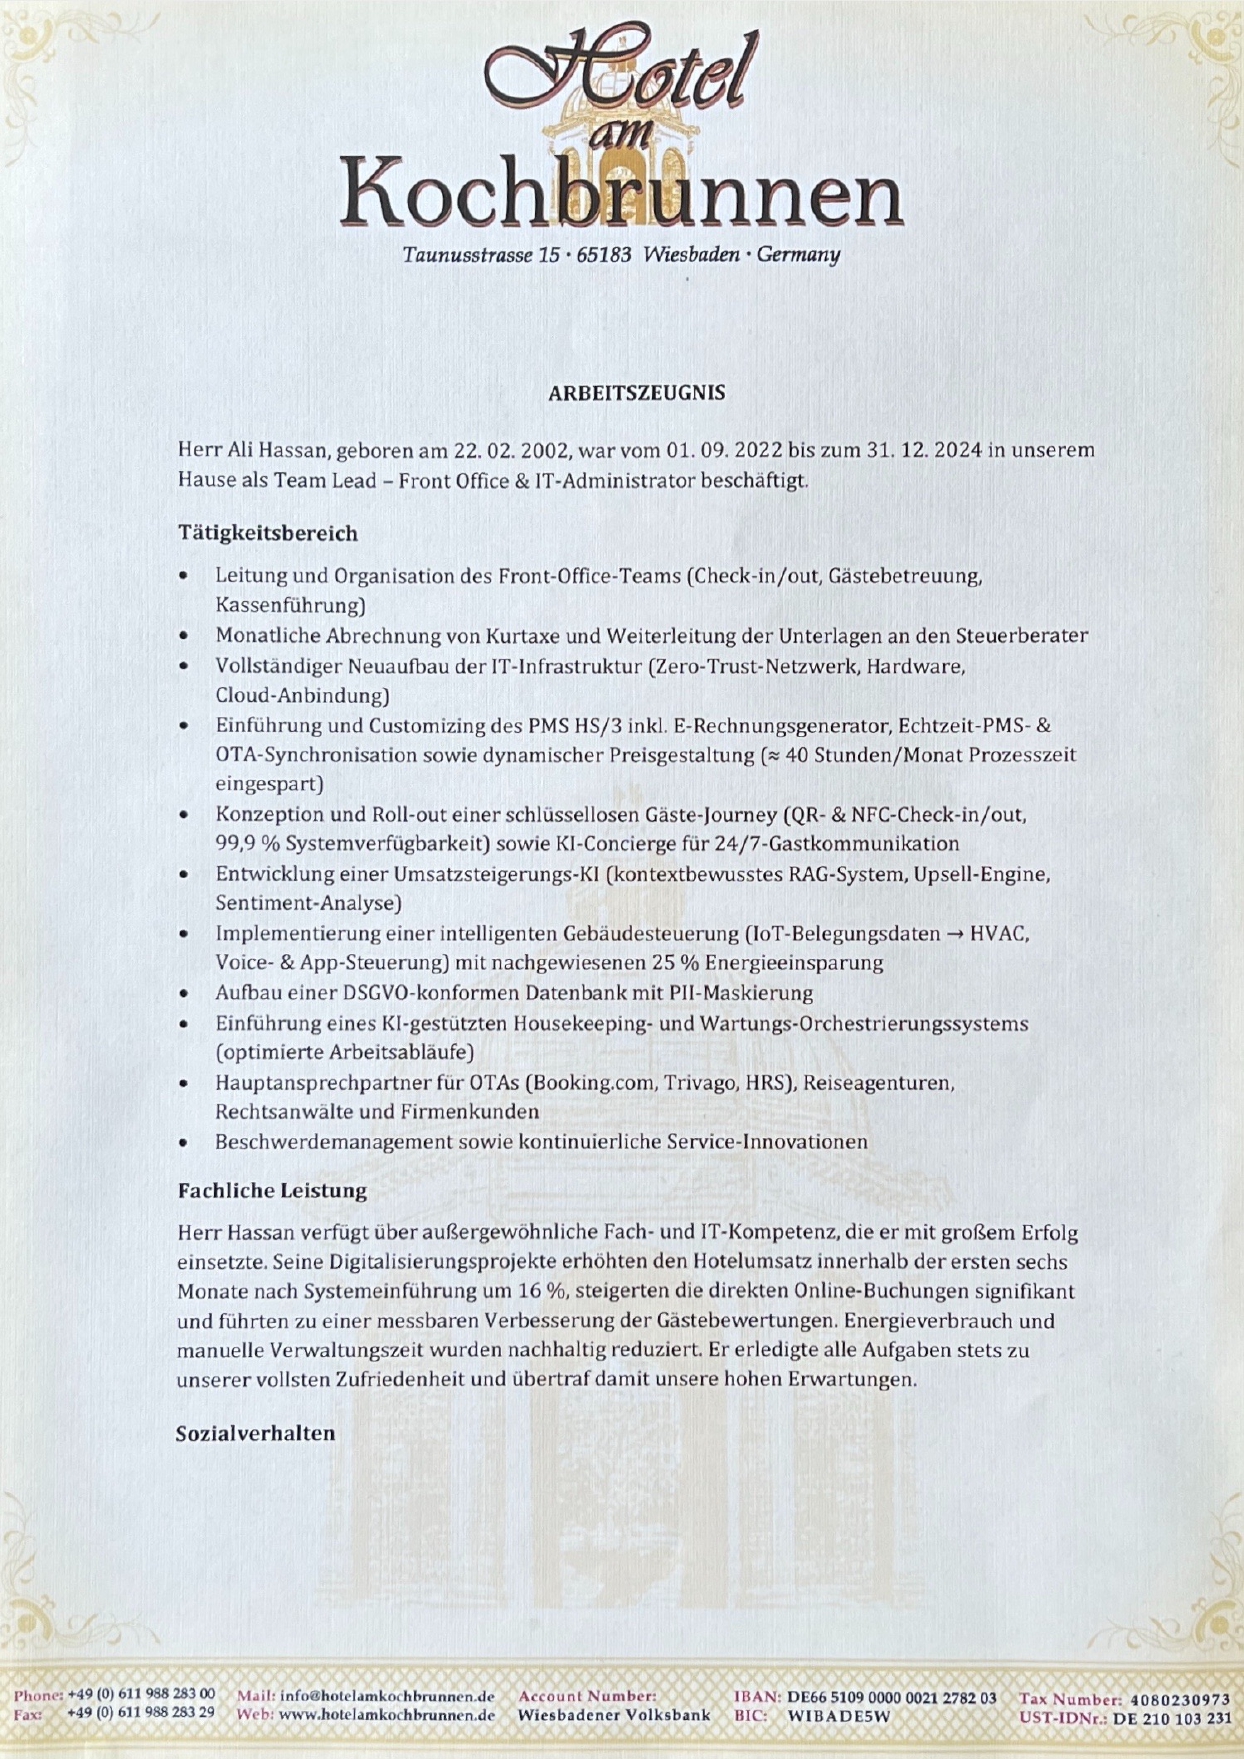 Hotel
am
Kochbrunnen
Taunusstrasse 15 · 65183 Wiesbaden · Germany
ARBEITSZEUGNIS
Herr Ali Hassan, geboren am 22. 02. 2002, war vom 01. 09. 2022 bis zum 31. 12. 2024 in unserem
Hause als Team Lead – Front Office & IT-Administrator beschäftigt.
Tätigkeitsbereich
• Leitung und Organisation des Front-Office-Teams (Check-in/out, Gästebetreuung,
Kassenführung)
• Monatliche Abrechnung von Kurtaxe und Weiterleitung der Unterlagen an den Steuerberater
• Vollständiger Neuaufbau der IT-Infrastruktur (Zero-Trust-Netzwerk, Hardware,
Cloud-Anbindung)
• Einführung und Customizing des PMS HS/3 inkl. E-Rechnungsgenerator, Echtzeit-PMS- &
OTA-Synchronisation sowie dynamischer Preisgestaltung (≈ 40 Stunden/Monat Prozesszeit
eingespart)
• Konzeption und Roll-out einer schlüssellosen Gäste-Journey (QR- & NFC-Check-in/out,
99,9 % Systemverfügbarkeit) sowie KI-Concierge für 24/7-Gastkommunikation
• Entwicklung einer Umsatzsteigerungs-KI (kontextbewusstes RAG-System, Upsell-Engine,
Sentiment-Analyse)
• Implementierung einer intelligenten Gebäudesteuerung (IoT-Belegungsdaten → HVAC,
Voice- & App-Steuerung) mit nachgewiesenen 25 % Energieeinsparung
• Aufbau einer DSGVO-konformen Datenbank mit PII-Maskierung
• Einführung eines KI-gestützten Housekeeping- und Wartungs-Orchestrierungssystems
(optimierte Arbeitsabläufe)
• Hauptansprechpartner für OTAs (Booking.com, Trivago, HRS), Reiseagenturen,
Rechtsanwälte und Firmenkunden
• Beschwerdemanagement sowie kontinuierliche Service-Innovationen
Fachliche Leistung
Herr Hassan verfügt über außergewöhnliche Fach- und IT-Kompetenz, die er mit großem Erfolg
einsetzte. Seine Digitalisierungsprojekte erhöhten den Hotelumsatz innerhalb der ersten sechs
Monate nach Systemeinführung um 16 %, steigerten die direkten Online-Buchungen signifikant
und führten zu einer messbaren Verbesserung der Gästebewertungen. Energieverbrauch und
manuelle Verwaltungszeit wurden nachhaltig reduziert. Er erledigte alle Aufgaben stets zu
unserer vollsten Zufriedenheit und übertraf damit unsere hohen Erwartungen.
Sozialverhalten
Phone: +49 (0) 611 988 283 00 Mail: info@hotelamkochbrunnen.de Account Number: IBAN: DE66 5109 0000 0021 2782 03 Tax Number: 4080230973
Fax: +49 (0) 611 988 283 29 Web: www.hotelamkochbrunnen.de Wiesbadener Volksbank BIC: WIBADE5W UST-IDNr.: DE 210 103 231